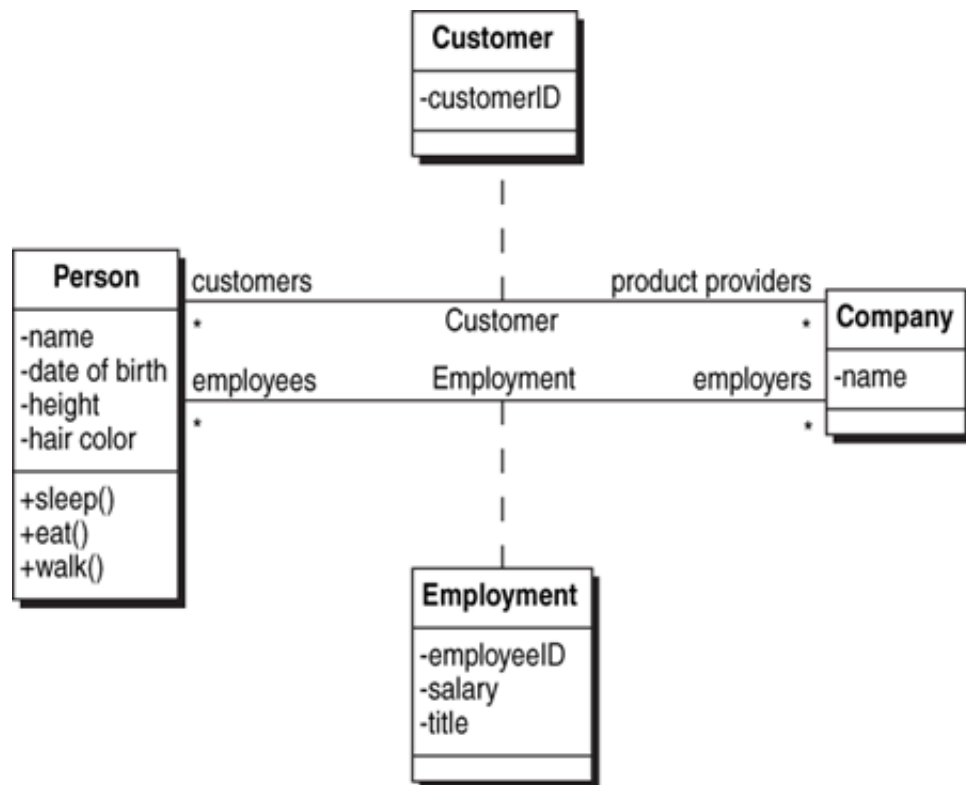 Customer
-customerID
Person
-name
-date of birth
-height
-hair color
+sleep()
+eat()
+walk()
customers
product providers
*
Customer
*
employees
Employment
employers
*
*
Company
-name
Employment
-employeeID
-salary
-title